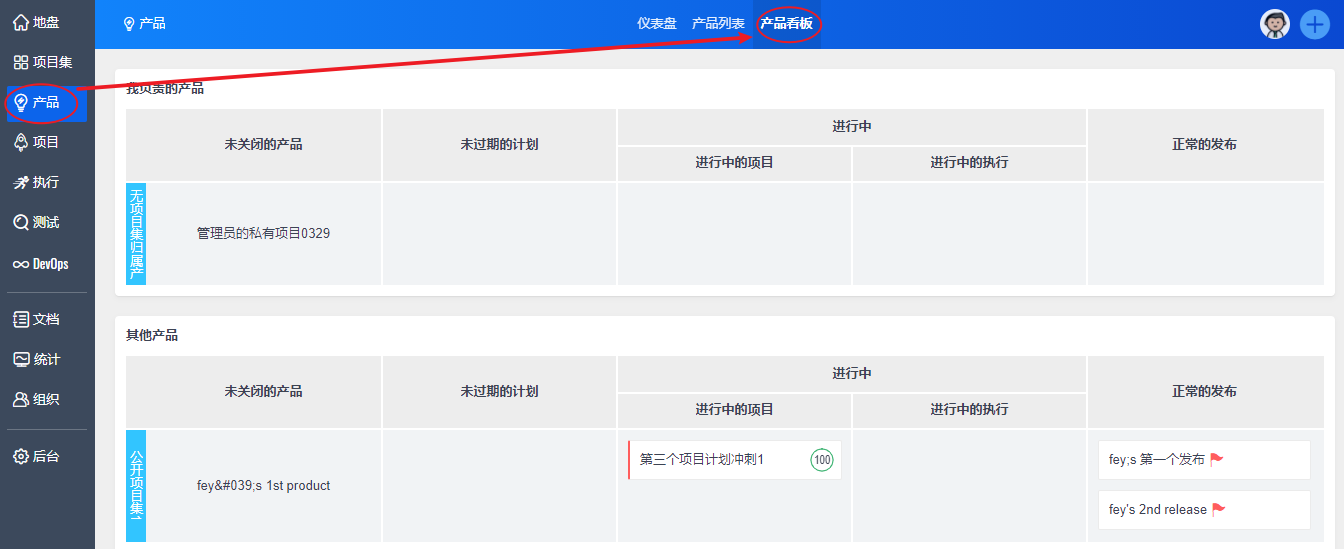 地盘
项目集
产品
项目
执行
测试
DevOps
文档
统计
组织
后台
产品
仪表盘 产品列表 产品看板
我负责的产品
未关闭的产品 未过期的计划 进行中 正常的发布
进行中的项目 进行中的执行
无项目集归属产
管理员的私有项目0329
其他产品
未关闭的产品 未过期的计划 进行中 正常的发布
进行中的项目 进行中的执行
公开项目集
fey&#039;s 1st product
第三个项目计划冲刺1 100
fey;s 第一个发布
fey's 2nd release